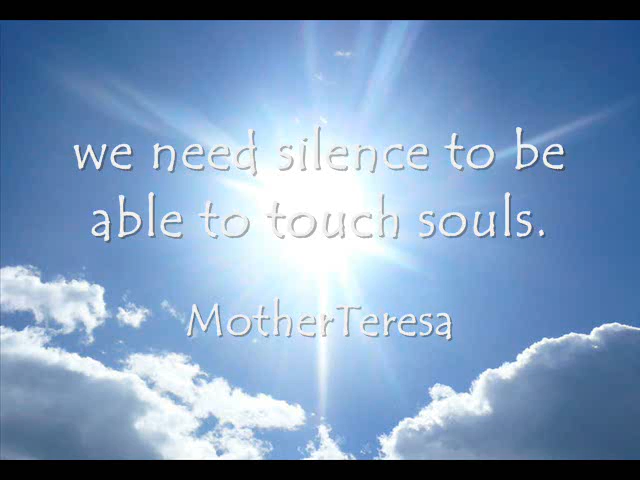 we need silence to be
able to touch souls.
MotherTeresa